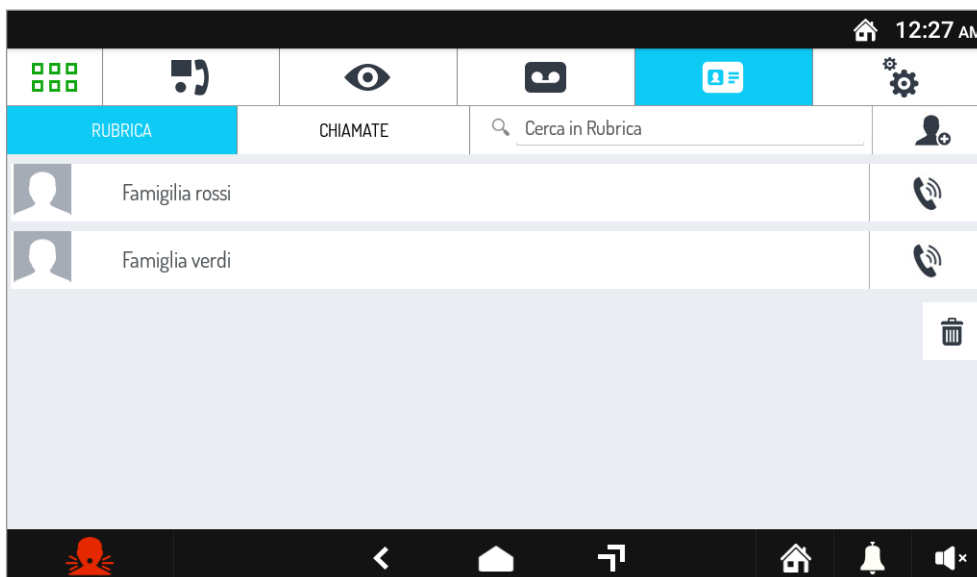 12:27 AM
RUBRICA
CHIAMATE
Cerca in Rubrica
Famigilia rossi
Famiglia verdi